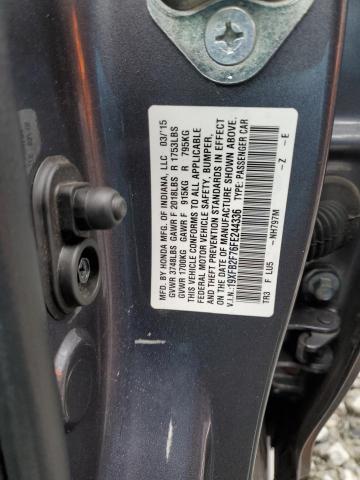 MFD. BY HONDA MFG. OF INDIANA, LLC 03/15
GVWR 3748LBS GAWR F 2018LBS R 1753LBS
GVWR 1700KG GAWR F 915KG R 795KG
THIS VEHICLE CONFORMS TO ALL APPLICABLE
FEDERAL MOTOR VEHICLE SAFETY, BUMPER,
AND THEFT PREVENTION STANDARDS IN EFFECT
ON THE DATE OF MANUFACTURE SHOWN ABOVE.
V.I.N.: 19XFB2F76FE244336 TYPE: PASSENGER CAR
TR3 F LU5 -NH797M -Z -E